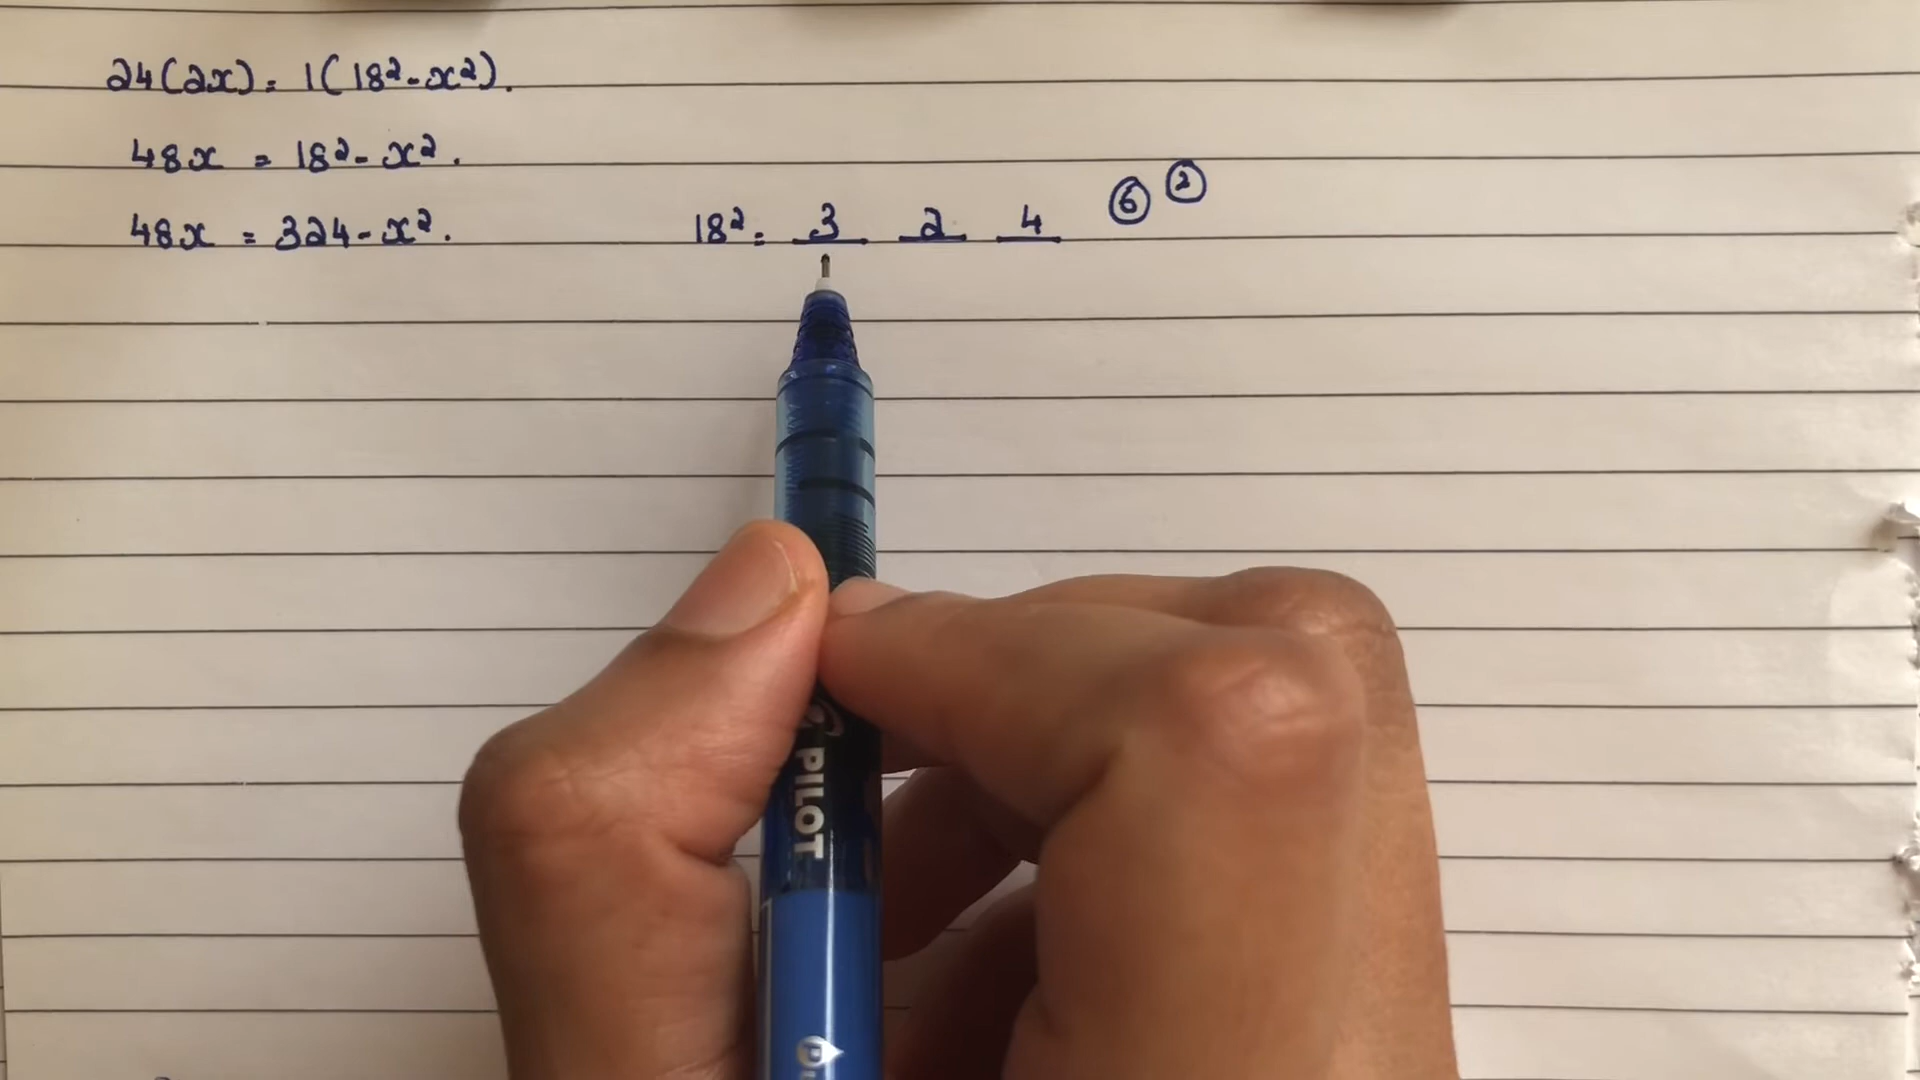 24(2x) = 1(18²-x²).
48x = 18²-x².
48x = 324-x².
18² = 3 2 4 6 2
PILOT